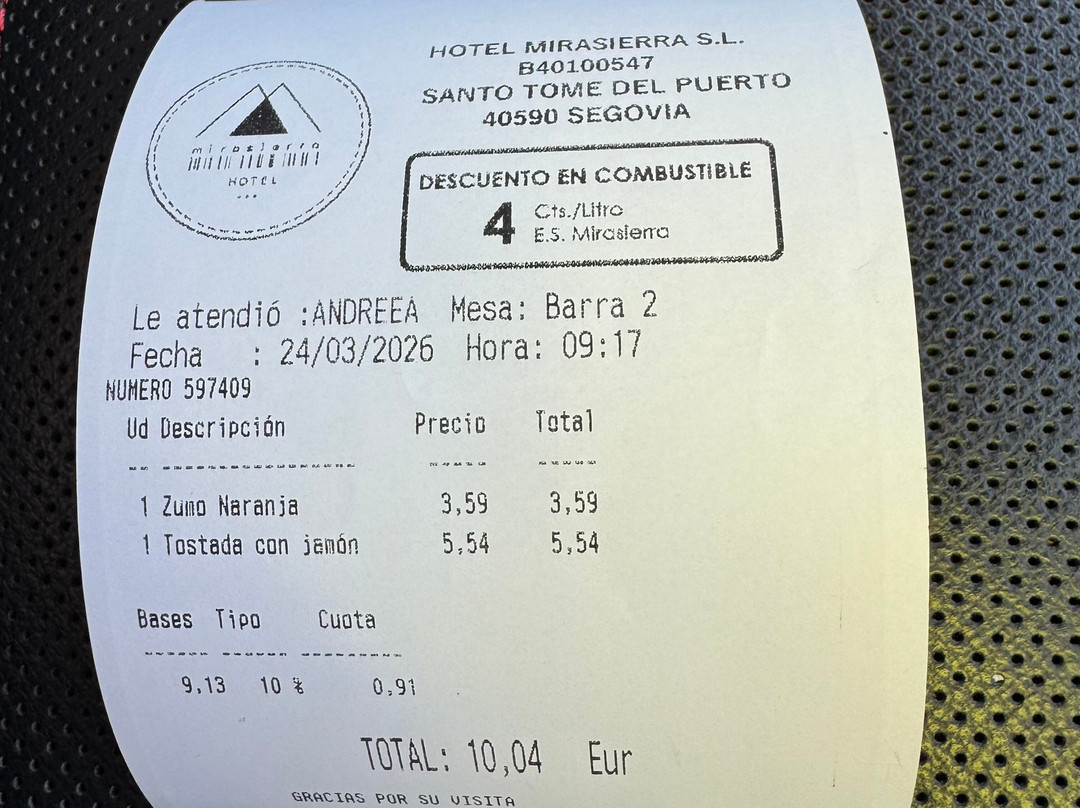 HOTEL MIRASIERRA S.L.
B40100547
SANTO TOME DEL PUERTO
40590 SEGOVIA
mirasierra
HOTEL
DESCUENTO EN COMBUSTIBLE
4 Cts./Litro
E.S. Mirasierra
Le atendió :ANDREEA Mesa: Barra 2
Fecha : 24/03/2026 Hora: 09:17
NUMERO 597409
Ud Descripción Precio Total
1 Zumo Naranja 3,59 3,59
1 Tostada con jamón 5,54 5,54
Bases Tipo Cuota
9,13 10 % 0,91
TOTAL: 10,04 Eur
GRACIAS POR SU VISITA